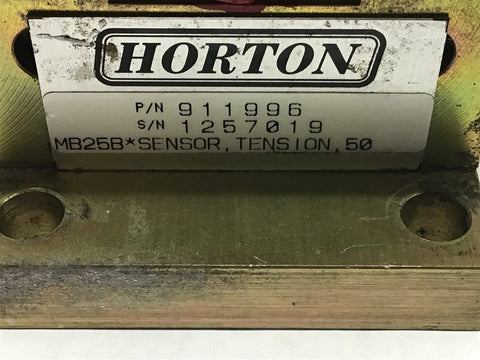 HORTON
P/N 911996
S/N 1257019
MB25B*SENSOR,TENSION,50